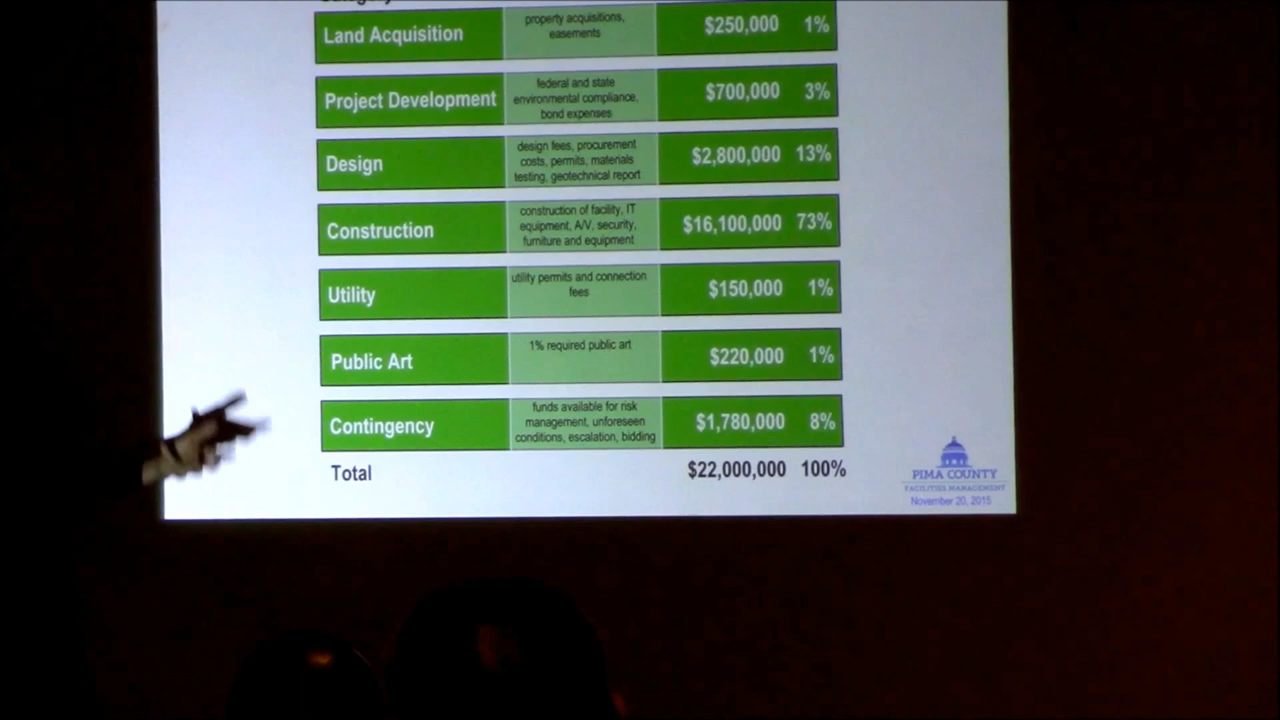 Category
Land Acquisition
property acquisitions,
easements
$250,000 1%
Project Development
federal and state
environmental compliance,
bond expenses
$700,000 3%
Design
design fees, procurement
costs, permits, materials
testing, geotechnical report
$2,800,000 13%
Construction
construction of facility, IT
equipment, A/V, security,
furniture and equipment
$16,100,000 73%
Utility
utility permits and connection
fees
$150,000 1%
Public Art
1% required public art
$220,000 1%
Contingency
funds available for risk
management, unforeseen
conditions, escalation, bidding
$1,780,000 8%
Total
$22,000,000 100%
PIMA COUNTY
FACILITIES MANAGEMENT
November 20, 2015